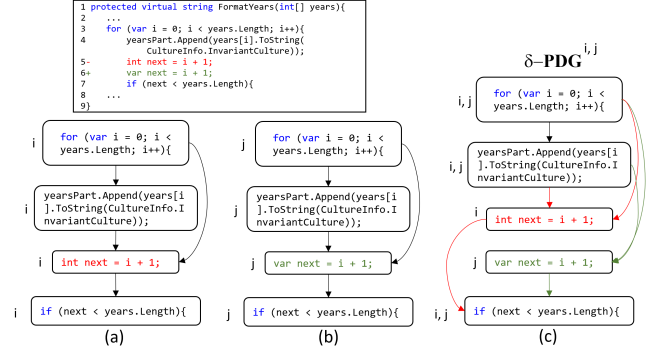 1 protected virtual string FormatYears(int[] years){
2 ...
3 for (var i = 0; i < years.Length; i++){
4 yearsPart.Append(years[i].ToString(
CultureInfo.InvariantCulture));
5- int next = i + 1;
6+ var next = i + 1;
7 if (next < years.Length){
8 ...
9}
i
for (var i = 0; i <
years.Length; i++){
i
yearsPart.Append(years[i
].ToString(CultureInfo.I
nvariantCulture));
i
int next = i + 1;
i
if (next < years.Length){
(a)
j
for (var i = 0; i <
years.Length; i++){
j
yearsPart.Append(years[i
].ToString(CultureInfo.I
nvariantCulture));
j
var next = i + 1;
j
if (next < years.Length){
(b)
δ–PDG i, j
i, j
for (var i = 0; i <
years.Length; i++){
i, j
yearsPart.Append(years[i
].ToString(CultureInfo.I
nvariantCulture));
i
int next = i + 1;
j
var next = i + 1;
i, j
if (next < years.Length){
(c)